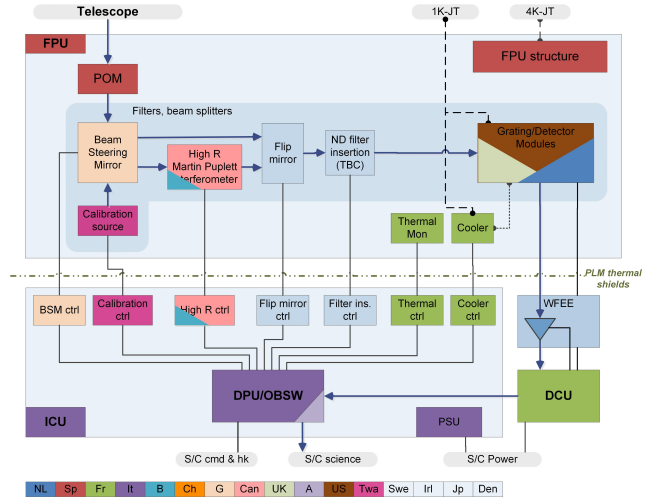 Telescope
1K-JT
4K-JT
FPU
FPU structure
POM
Filters, beam splitters
Beam
Steering
Mirror
High R
Martin Puplett
terferometer
Flip
mirror
ND filter
insertion
(TBC)
Grating/Detector
Modules
Calibration
source
Thermal
Mon
Cooler
PLM thermal
shields
BSM ctrl
Calibration
ctrl
High R ctrl
Flip mirror
ctrl
Filter ins.
ctrl
Thermal
ctrl
Cooler
ctrl
WFEE
DPU/OBSW
DCU
ICU
PSU
S/C cmd & hk
S/C science
S/C Power
NL Sp Fr It B Ch G Can UK A US Twa Swe Irl Jp Den